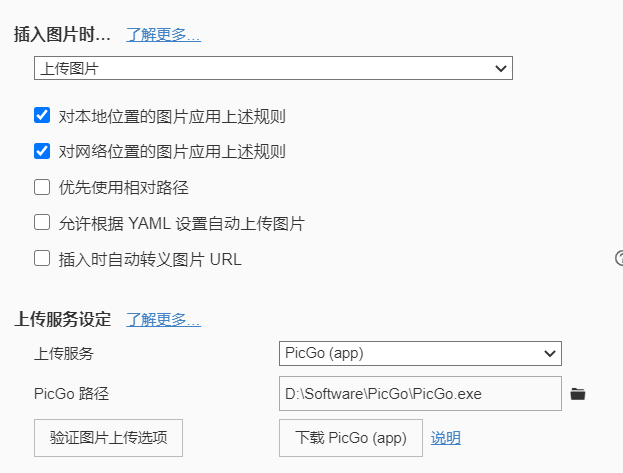 插入图片时... 了解更多...
上传图片
对本地位置的图片应用上述规则
对网络位置的图片应用上述规则
优先使用相对路径
允许根据 YAML 设置自动上传图片
插入时自动转义图片 URL
上传服务设定 了解更多...
上传服务 PicGo (app)
PicGo 路径 D:\Software\PicGo\PicGo.exe
验证图片上传选项 下载 PicGo (app) 说明